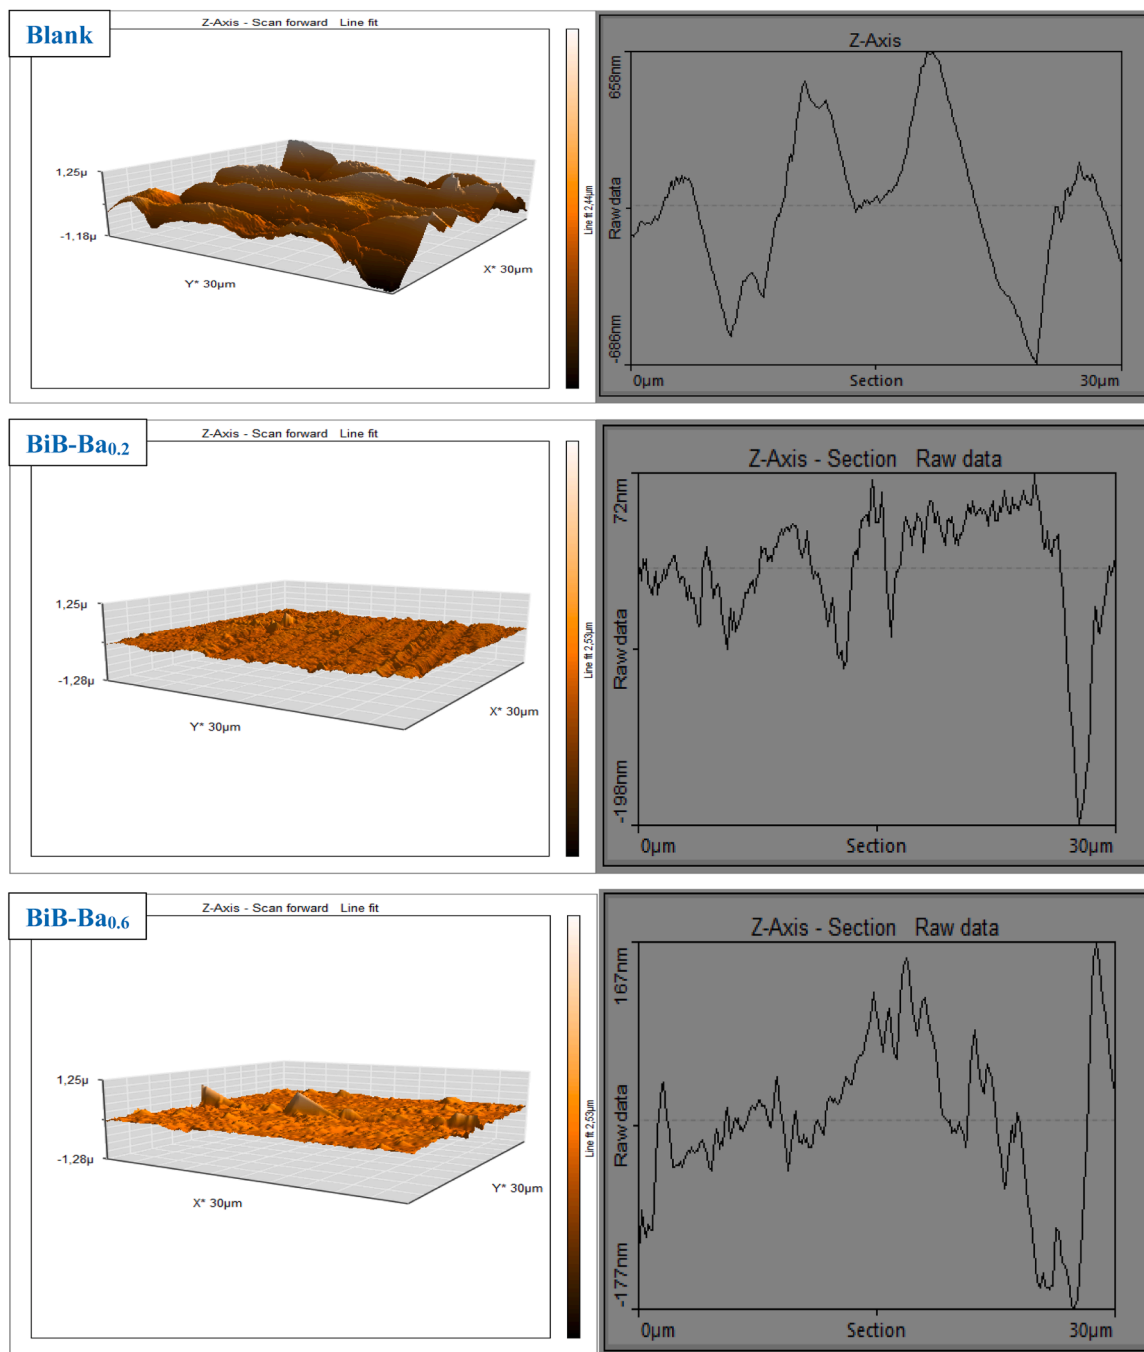 Blank
Z-Axis - Scan forward Line fit
1,25µ
-1,18µ
Y* 30µm
X* 30µm
Line fit 2,44µm
Z-Axis
658nm
Raw data
-686nm
0µm Section 30µm
BiB-Ba0.2
Z-Axis - Scan forward Line fit
1,25µ
-1,28µ
Y* 30µm
X* 30µm
Line fit 2,53µm
Z-Axis - Section Raw data
72nm
Raw data
-198nm
0µm Section 30µm
BiB-Ba0.6
Z-Axis - Scan forward Line fit
1,25µ
-1,28µ
X* 30µm
Y* 30µm
Line fit 2,53µm
Z-Axis - Section Raw data
167nm
Raw data
-177nm
0µm Section 30µm